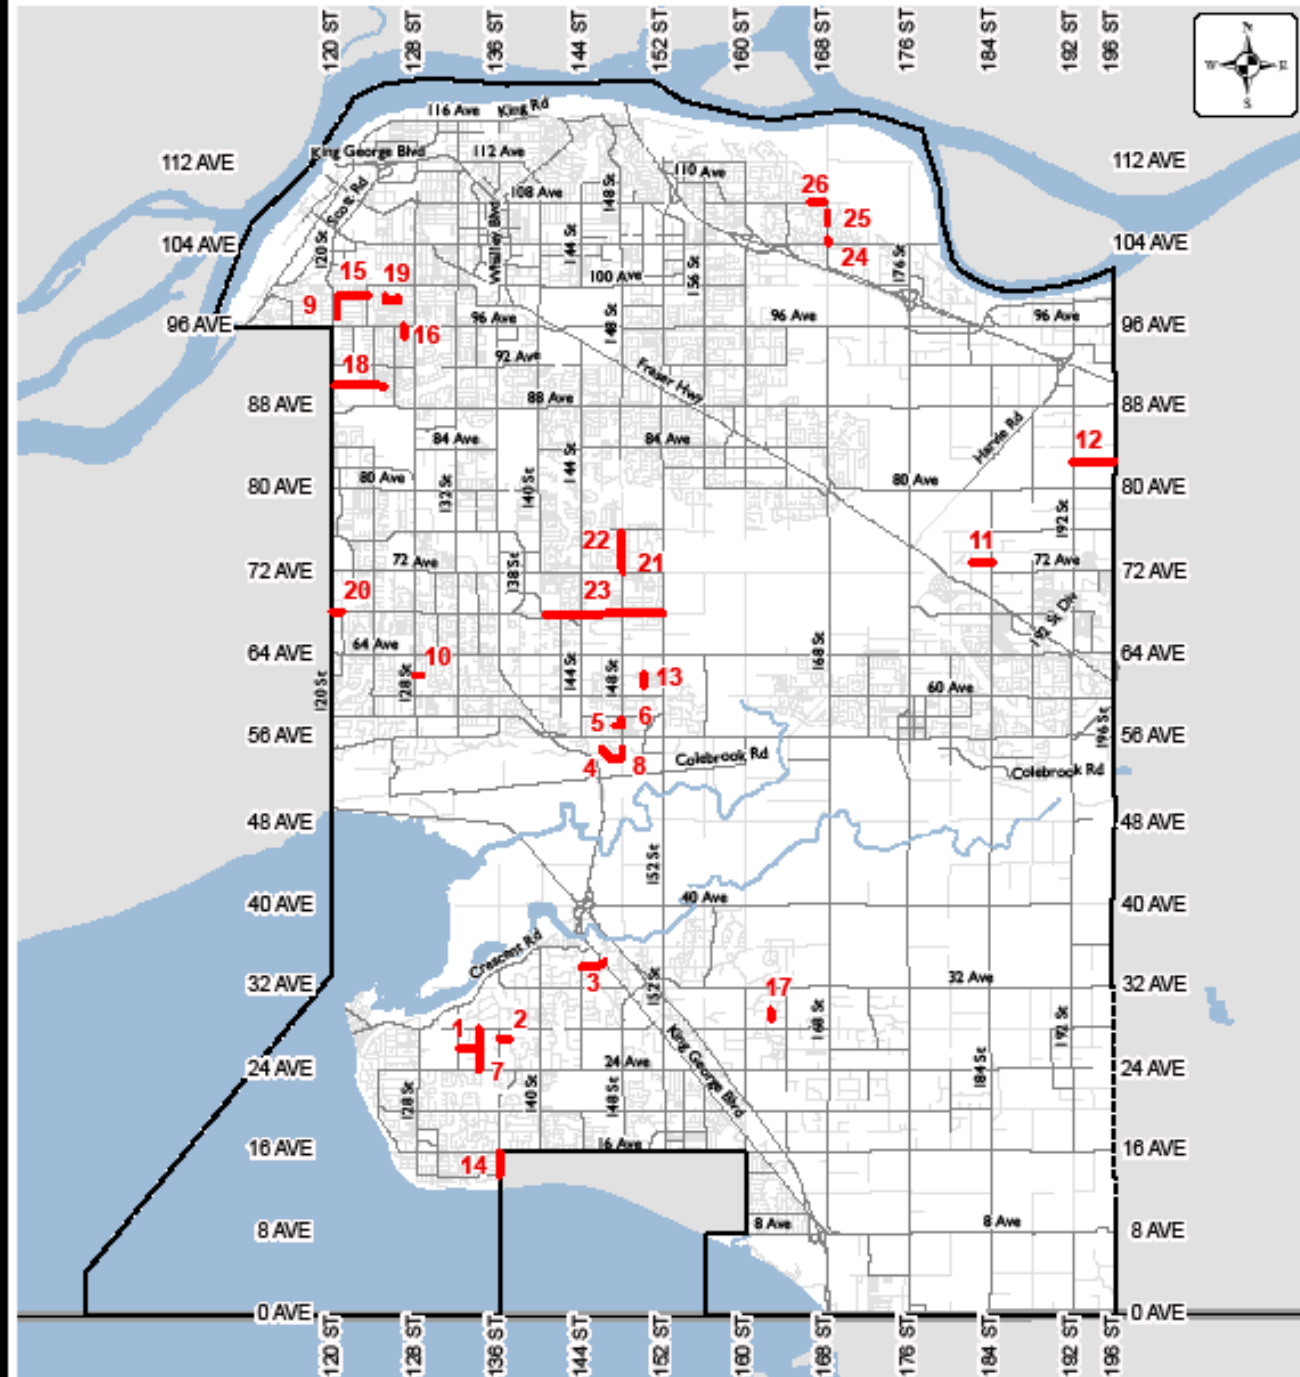 120 ST
128 ST
136 ST
144 ST
152 ST
160 ST
168 ST
176 ST
184 ST
192 ST
196 ST
N
W
E
S
116 Ave
King Rd
King George Blvd
112 Ave
112 AVE
112 AVE
110 Ave
Scott Rd
108 Ave
148 St
26
25
24
Whalley Blvd
120 St
144 St
104 AVE
104 AVE
156 St
176 St
100 Ave
15
19
9
16
96 AVE
96 Ave
148 St
96 Ave
96 Ave
96 AVE
18
92 Ave
Fraser Hwy
88 AVE
88 Ave
88 AVE
Harvie Rd
84 Ave
84 Ave
12
144 St
80 Ave
132 St
140 St
80 Ave
80 AVE
80 AVE
192 St
22
21
11
72 Ave
138 St
72 Ave
72 AVE
72 AVE
20
23
192 St Div
64 Ave
64 AVE
64 AVE
10
128 St
120 St
144 St
148 St
13
168 St
60 Ave
5
6
196 St
56 AVE
56 AVE
4
8
Colebrook Rd
Colebrook Rd
48 AVE
48 AVE
152 St
40 AVE
40 Ave
40 AVE
Crescent Rd
3
152 St
32 AVE
32 Ave
32 AVE
17
168 St
192 St
1
2
7
King George Blvd
24 AVE
24 Ave
24 AVE
128 St
140 St
148 St
184 St
16 AVE
16 Ave
16 AVE
14
8 AVE
8 Ave
8 Ave
8 AVE
0 AVE
0 AVE
120 ST
128 ST
136 ST
144 ST
152 ST
160 ST
168 ST
176 ST
184 ST
192 ST
196 ST